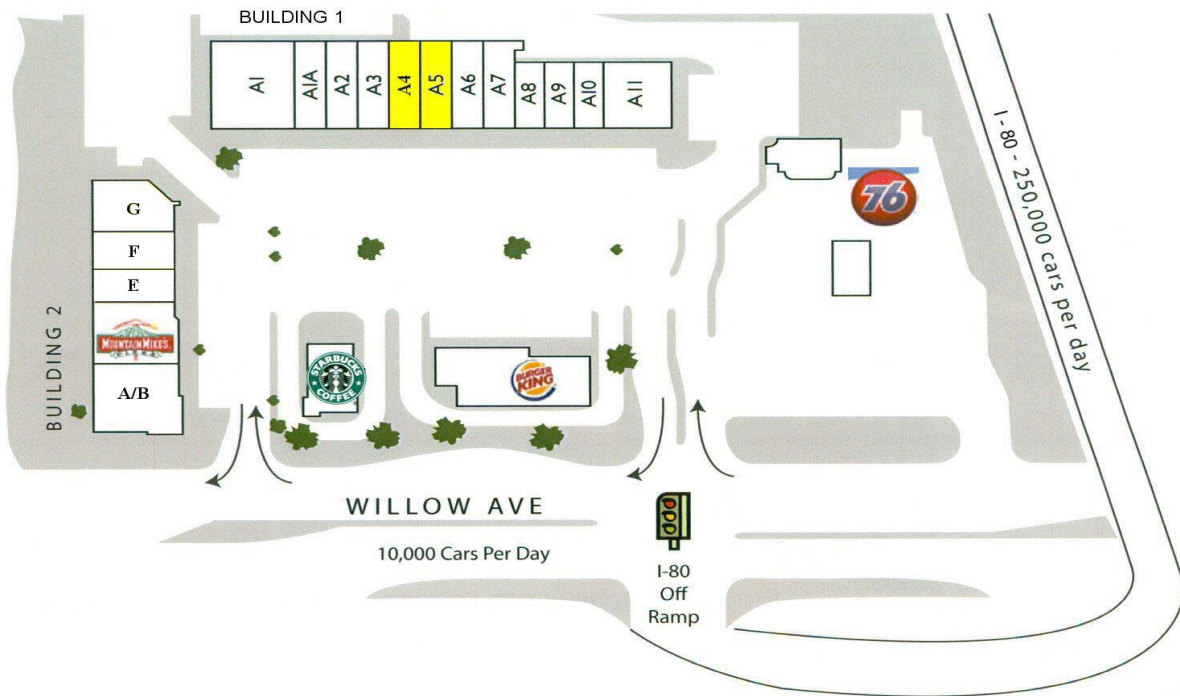 BUILDING 1
A1
A1A
A2
A3
A4
A5
A6
A7
A8
A9
A10
A11
76
I-80 - 250,000 cars per day
G
F
E
MOUNTAIN MIKE'S
A/B
BUILDING 2
STARBUCKS
COFFEE
BURGER
KING
WILLOW AVE
10,000 Cars Per Day
I-80
Off
Ramp